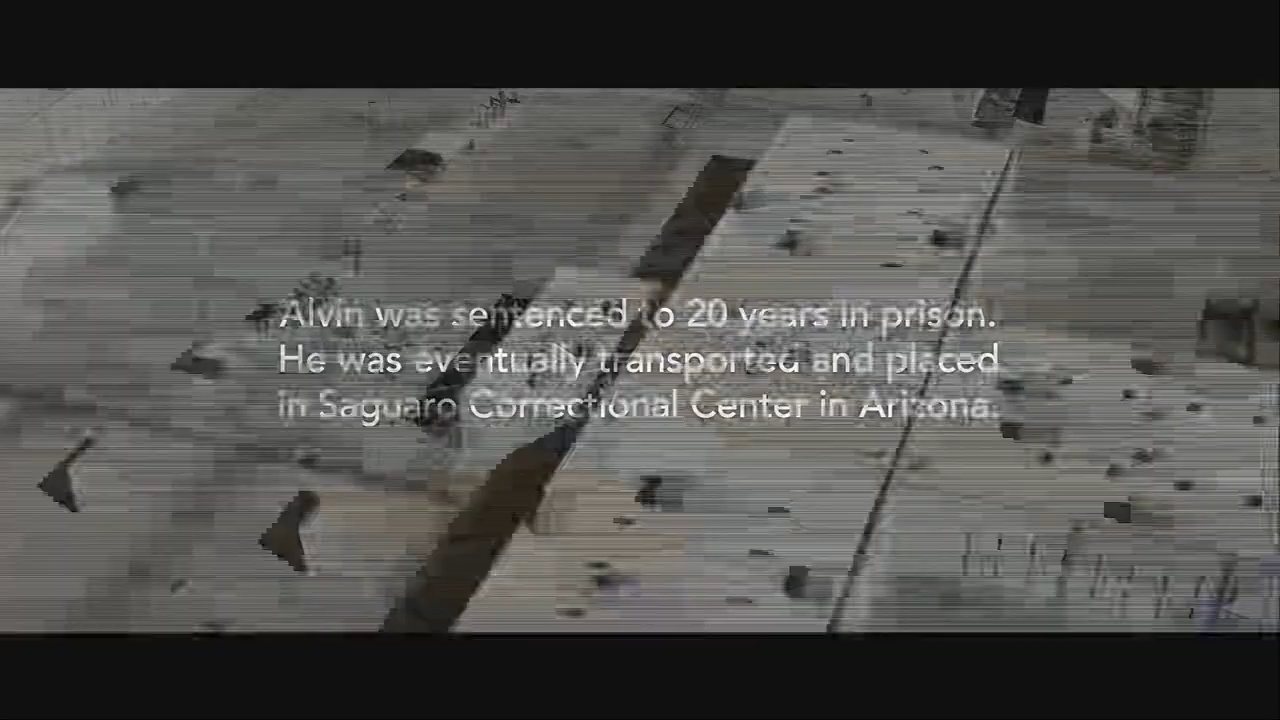 Alvin was sentenced to 20 years in prison.
He was eventually transported and placed
in Saguaro Correctional Center in Arizona.